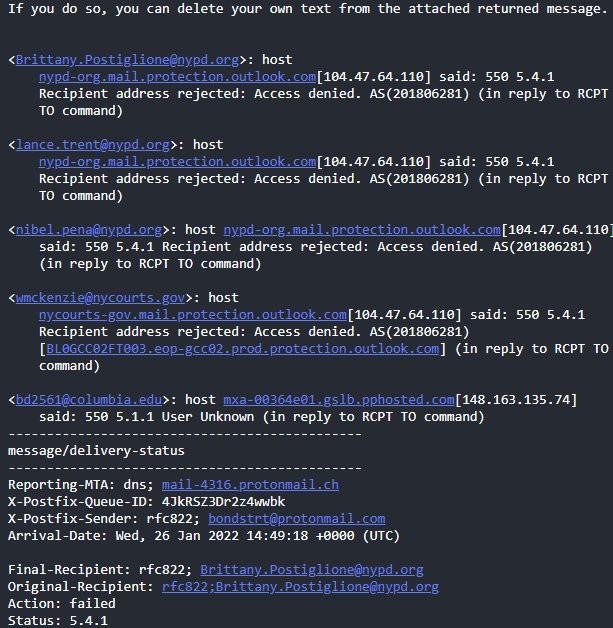 If you do so, you can delete your own text from the attached returned message.
<Brittany.Postiglione@nypd.org>: host
nypd-org.mail.protection.outlook.com[104.47.64.110] said: 550 5.4.1
Recipient address rejected: Access denied. AS(201806281) (in reply to RCPT
TO command)
<lance.trent@nypd.org>: host
nypd-org.mail.protection.outlook.com[104.47.64.110] said: 550 5.4.1
Recipient address rejected: Access denied. AS(201806281) (in reply to RCPT
TO command)
<nibel.pena@nypd.org>: host nypd-org.mail.protection.outlook.com[104.47.64.110]
said: 550 5.4.1 Recipient address rejected: Access denied. AS(201806281)
(in reply to RCPT TO command)
<wmckenzie@nycourts.gov>: host
nycourts-gov.mail.protection.outlook.com[104.47.64.110] said: 550 5.4.1
Recipient address rejected: Access denied. AS(201806281)
[BL0GCC02FT003.eop-gcc02.prod.protection.outlook.com] (in reply to RCPT TO
command)
<bd2561@columbia.edu>: host mxa-00364e01.gslb.pphosted.com[148.163.135.74]
said: 550 5.1.1 User Unknown (in reply to RCPT TO command)
----------------------------------------------
message/delivery-status
----------------------------------------------
Reporting-MTA: dns; mail-4316.protonmail.ch
X-Postfix-Queue-ID: 4JkRSZ3Dr2z4wwbk
X-Postfix-Sender: rfc822; bondstrt@protonmail.com
Arrival-Date: Wed, 26 Jan 2022 14:49:18 +0000 (UTC)
Final-Recipient: rfc822; Brittany.Postiglione@nypd.org
Original-Recipient: rfc822;Brittany.Postiglione@nypd.org
Action: failed
Status: 5.4.1